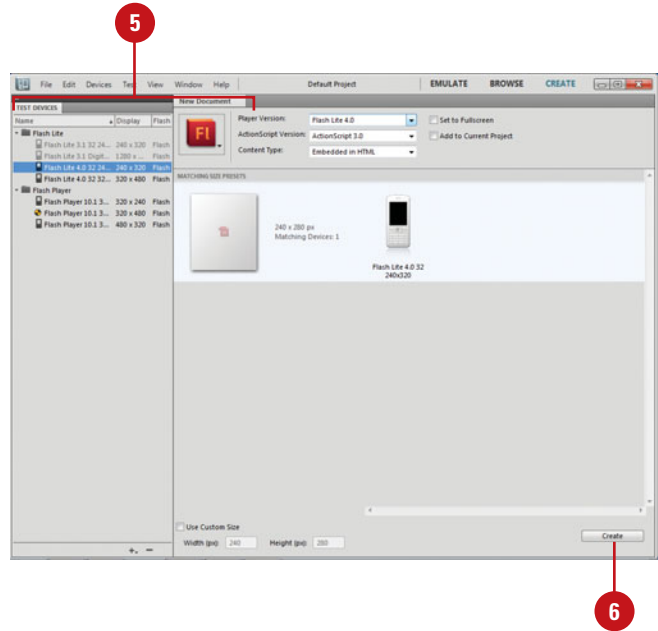 5
File Edit Devices Test View Window Help Default Project EMULATE BROWSE CREATE
TEST DEVICES New Document
Name Display Flash
Flash Lite
Flash Lite 3.1 32 24... 240 x 320 Flash
Flash Lite 3.1 Digit... 1280 x ... Flash
Flash Lite 4.0 32 24... 240 x 320 Flash
Flash Lite 4.0 32 32... 320 x 480 Flash
Flash Player
Flash Player 10.1 3... 320 x 240 Flash
Flash Player 10.1 3... 320 x 480 Flash
Flash Player 10.1 3... 480 x 320 Flash
FL
Player Version: Flash Lite 4.0 Set to Fullscreen
ActionScript Version: ActionScript 3.0 Add to Current Project
Content Type: Embedded in HTML
MATCHING SIZE PRESETS
240 x 280 px
Matching Devices: 1
Flash Lite 4.0 32
240x320
Use Custom Size
Width (px): 240 Height (px): 280
Create
6